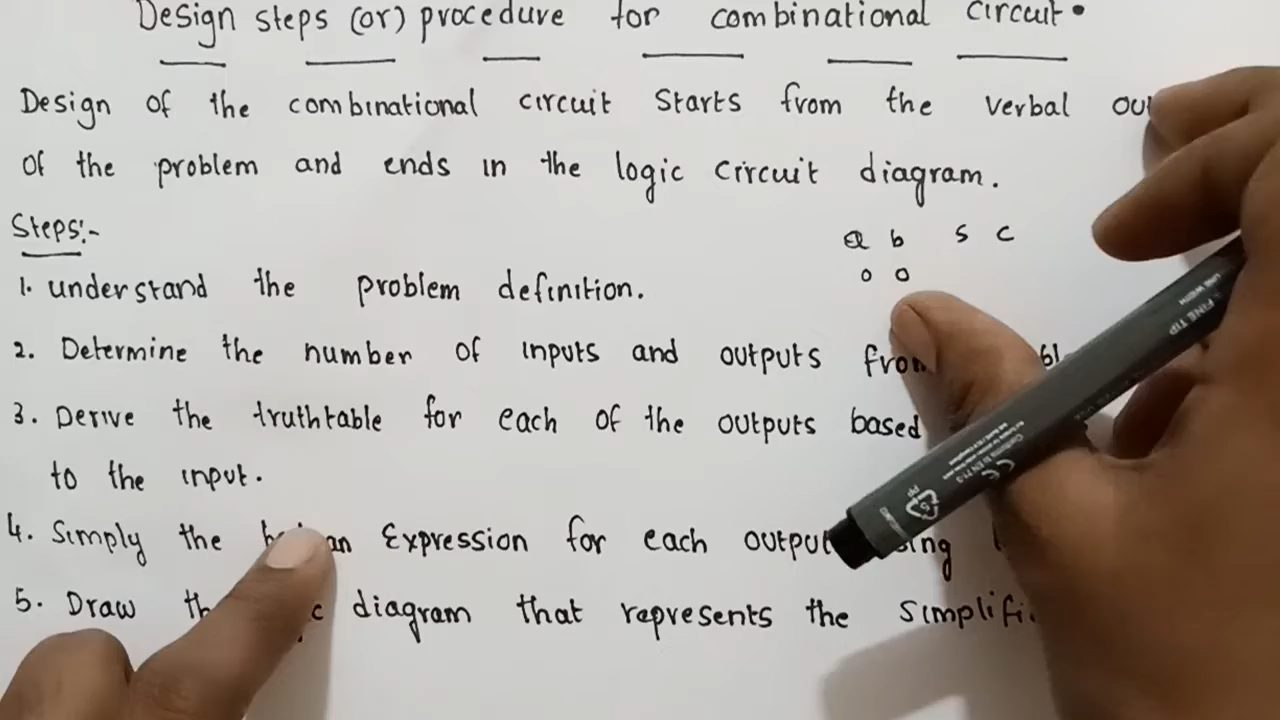 Design steps (or) procedure for combinational circuit.
Design of the combinational circuit starts from the verbal
of the problem and ends in the logic circuit diagram.
Steps:-
a b s c
0 0
1. understand the problem definition.
2. Determine the number of inputs and outputs
3. Derive the truthtable for each of the outputs based
to the input.
4. Simply the Expression for each output
5. Draw diagram that represents the
FINE TIP